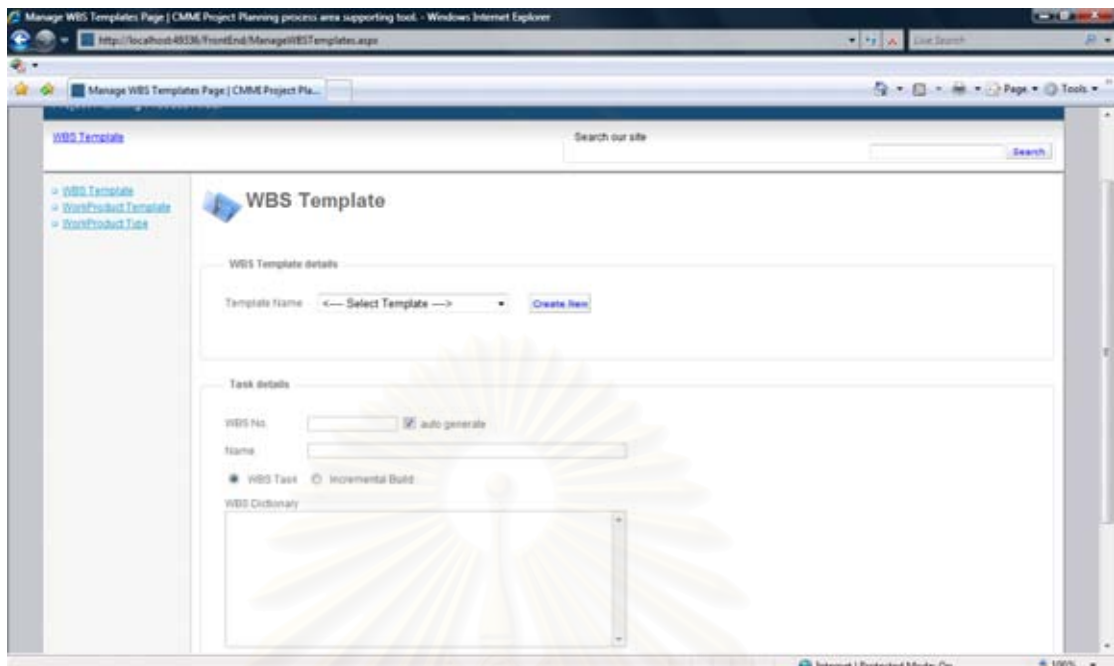 Manage WBS Templates Page | CMMI Project Planning process area supporting tool. - Windows Internet Explorer
http://localhost:49336/FrontEnd/ManageWBSTemplates.aspx
Live Search
Manage WBS Templates Page | CMMI Project Pla...
Page
Tools
WBS Template
Search our site
Search
WBS Template
WorkProduct Template
WorkProduct Type
WBS Template
WBS Template details
Template Name
<---- Select Template ---->
Create New
Task details
WBS No.
auto generate
Name
WBS Task
Incremental Build
WBS Dictionary
Internet | Protected Mode: On
100%